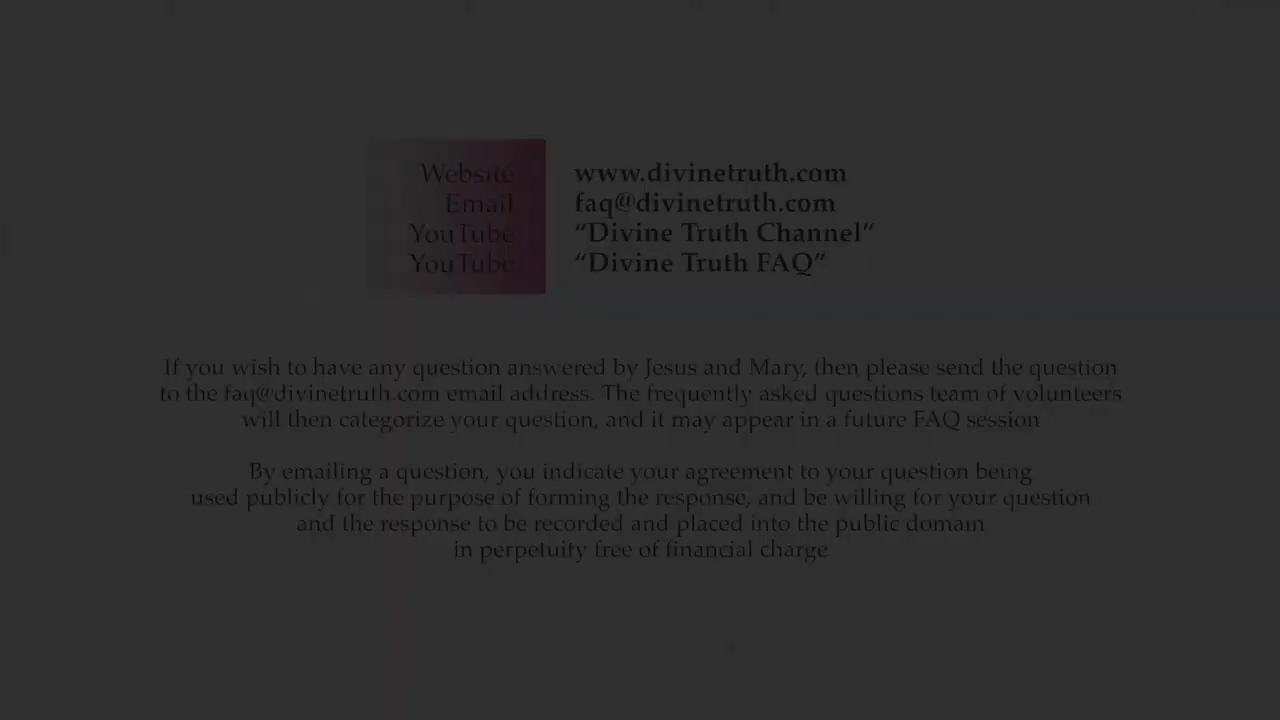 Website www.divinetruth.com
Email faq@divinetruth.com
YouTube “Divine Truth Channel”
YouTube “Divine Truth FAQ”
If you wish to have any question answered by Jesus and Mary, then please send the question
to the faq@divinetruth.com email address. The frequently asked questions team of volunteers
will then categorize your question, and it may appear in a future FAQ session
By emailing a question, you indicate your agreement to your question being
used publicly for the purpose of forming the response, and be willing for your question
and the response to be recorded and placed into the public domain
in perpetuity free of financial charge